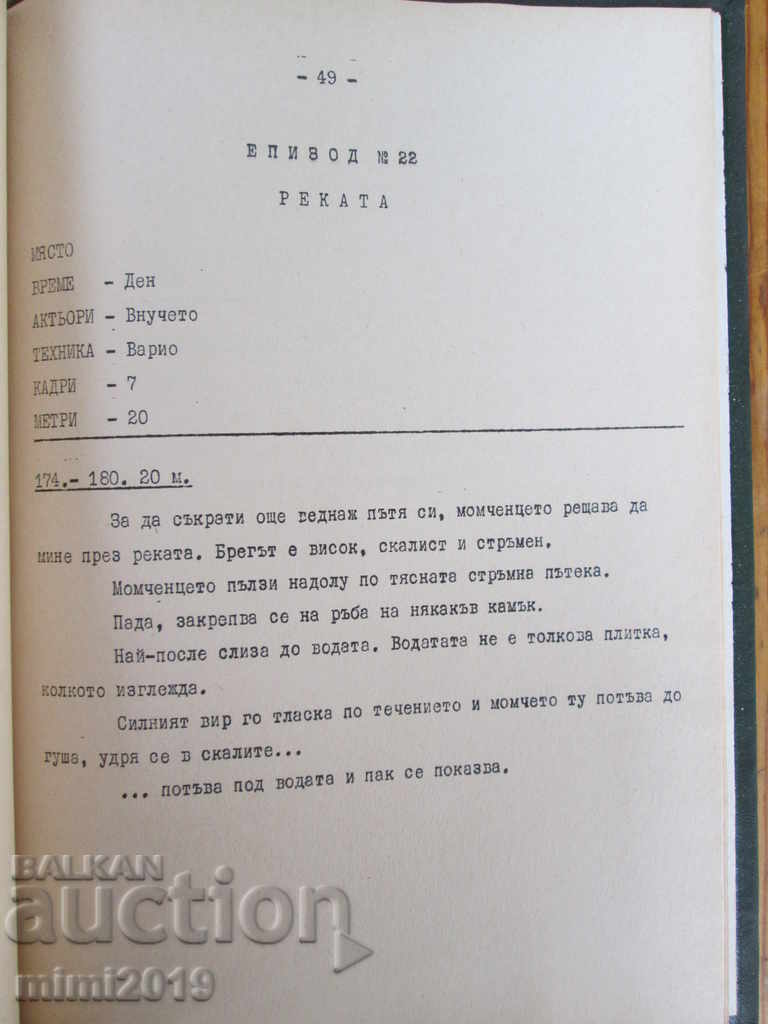 - 49 -
ЕПИЗОД № 22
РЕКАТА
МЯСТО
ВРЕМЕ - Ден
АКТЬОРИ - Внучето
ТЕХНИКА - Варио
КАДРИ - 7
МЕТРИ - 20
174.- 180. 20 м.
За да съкрати още веднаж пътя си, момченцето решава да
мине през реката. Брегът е висок, скалист и стръмен.
Момченцето пълзи надолу по тясната стръмна пътека.
Пада, закрепва се на ръба на някакъв камък.
Най-после слиза до водата. Водатата не е толкова плитка,
колкото изглежда.
Силният вир го тласка по течението и момчето ту потъва до
гуша, удря се в скалите...
... потъва под водата и пак се показва.
BALKAN
auction
mimi2019